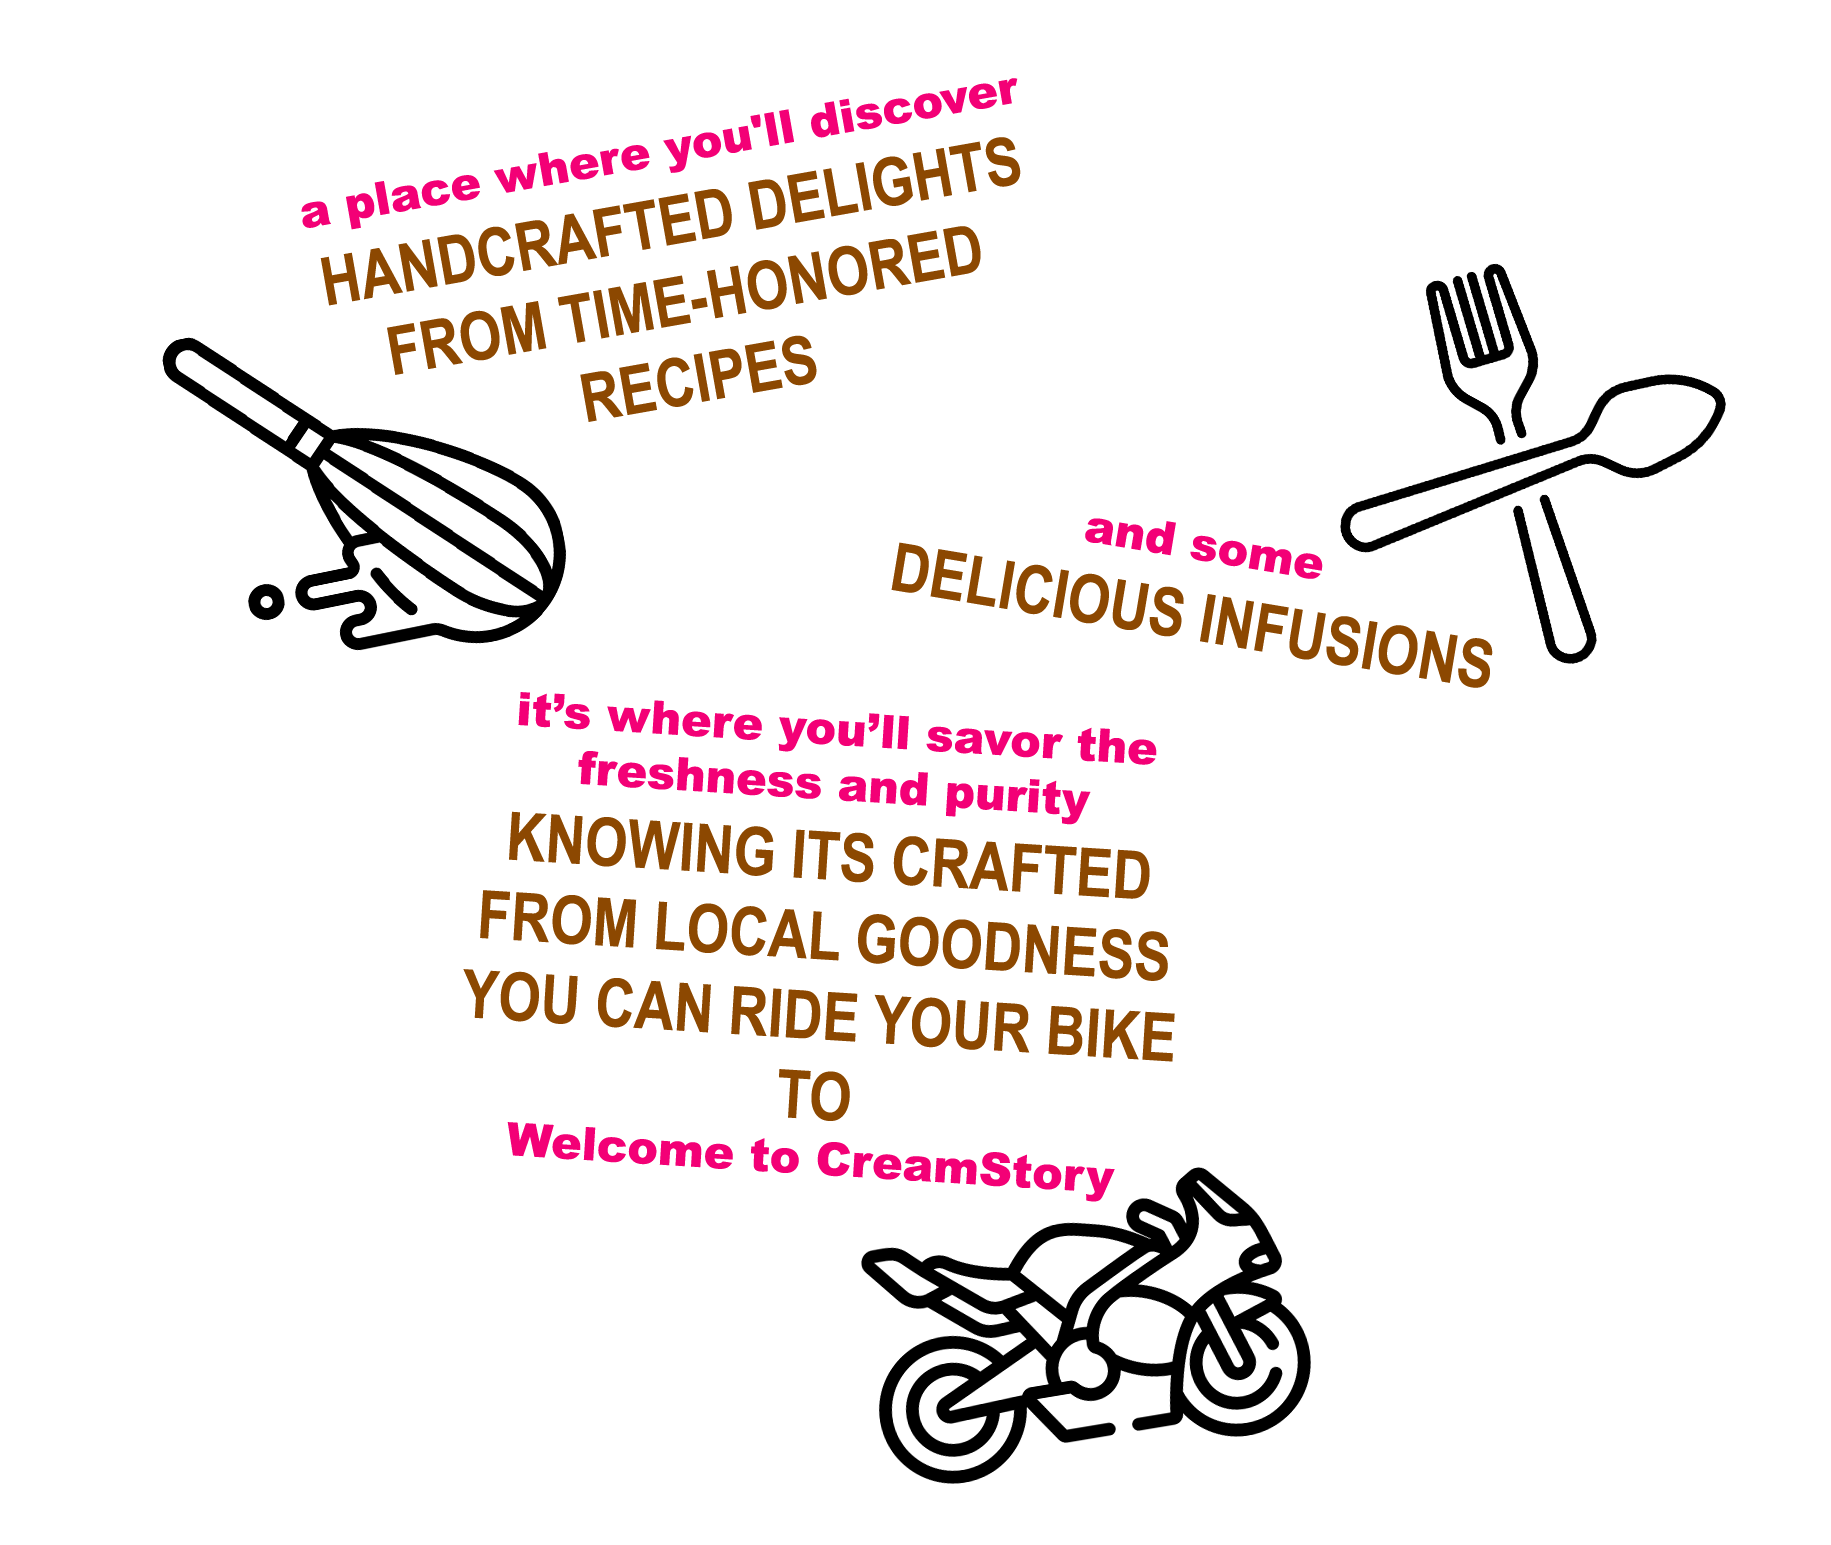 a place where you'll discover
HANDCRAFTED DELIGHTS
FROM TIME-HONORED
RECIPES
and some
DELICIOUS INFUSIONS
it’s where you’ll savor the
freshness and purity
KNOWING ITS CRAFTED
FROM LOCAL GOODNESS
YOU CAN RIDE YOUR BIKE
TO
Welcome to CreamStory